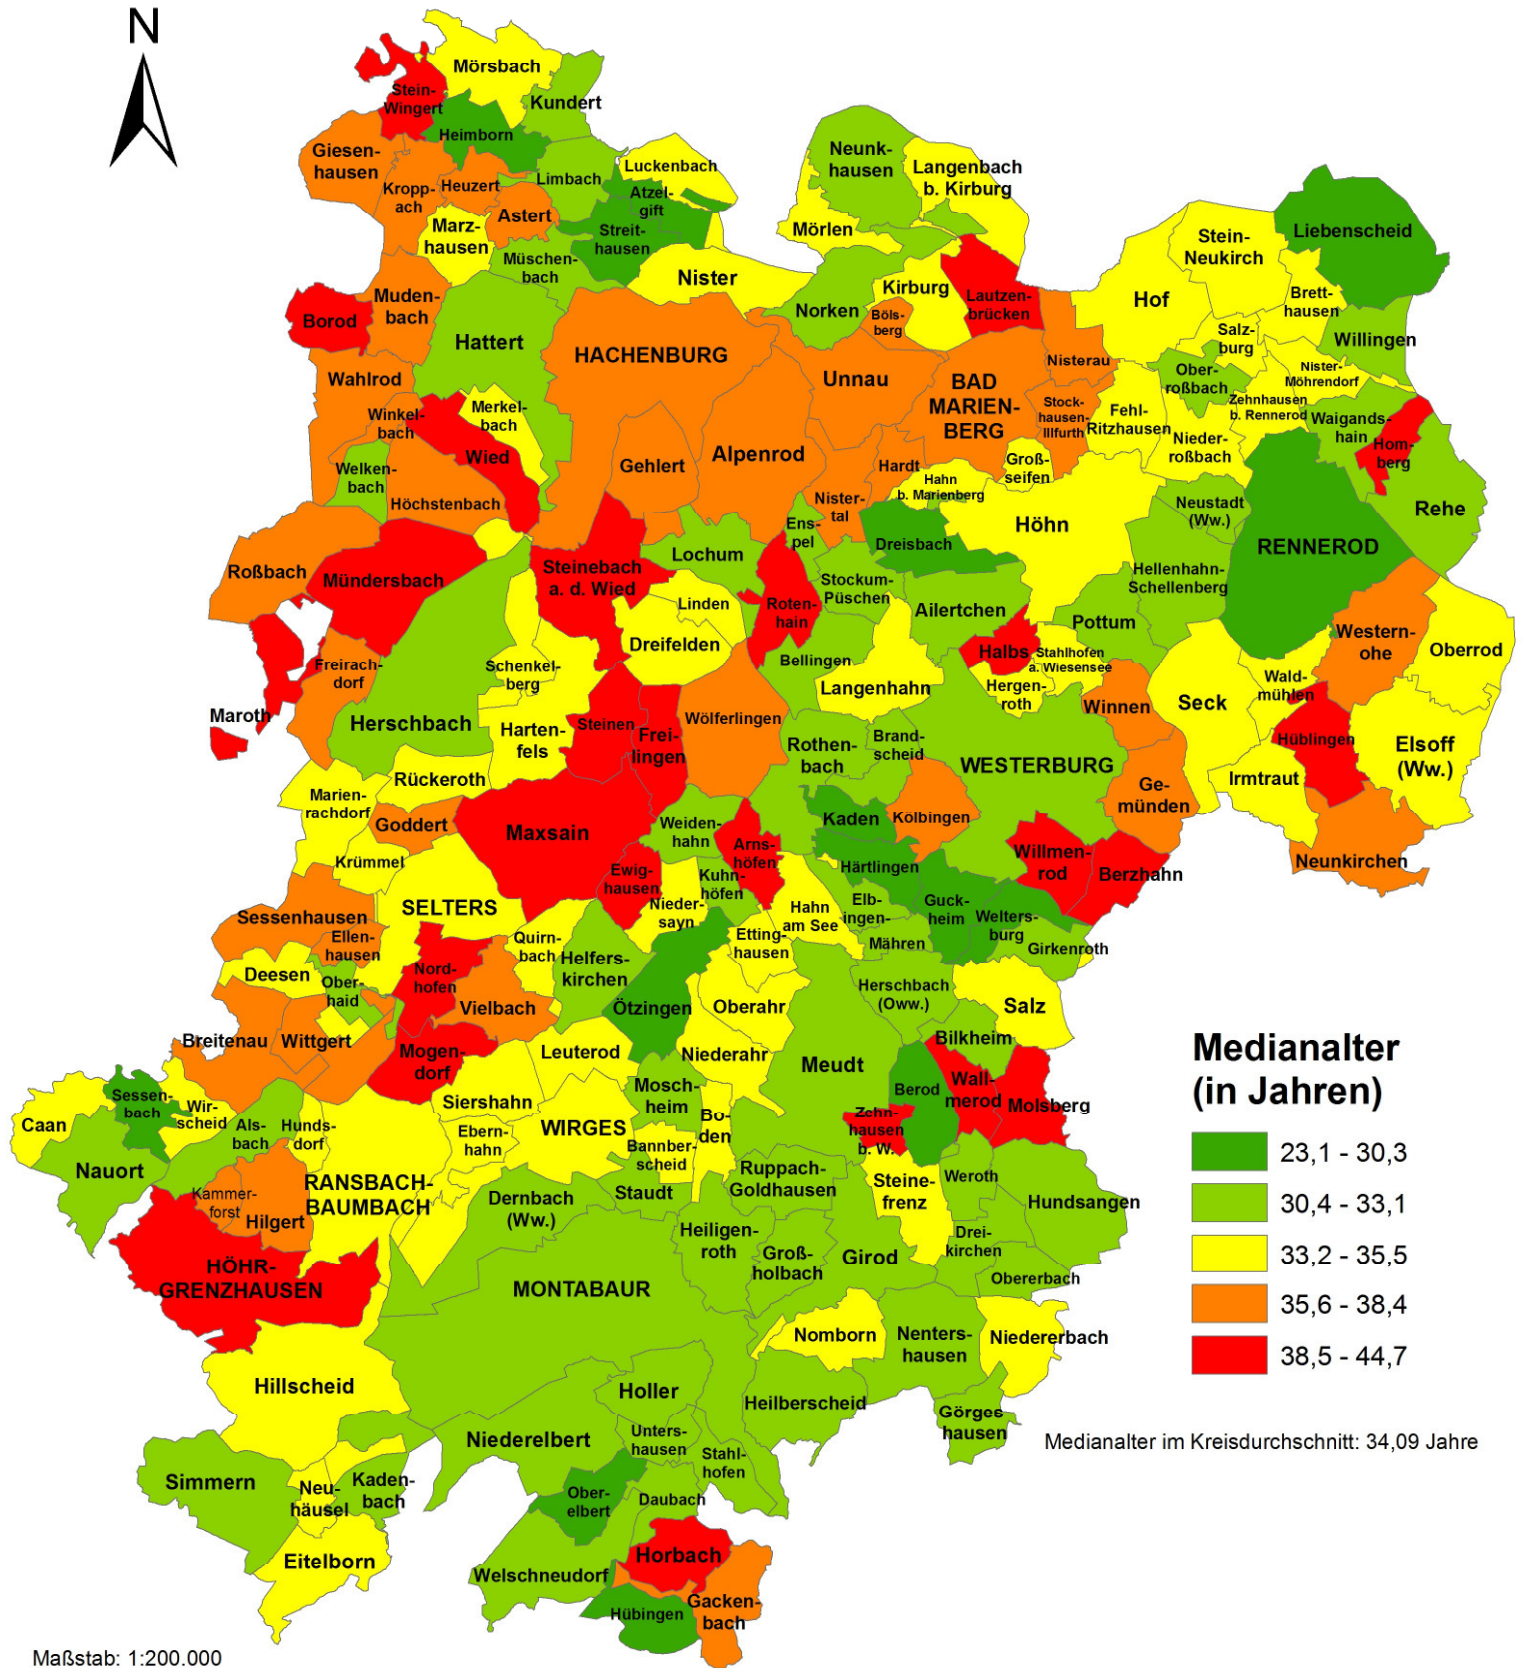 N
Mörsbach
Stein-
Wingert
Kundert
Heimborn
Giesen-
hausen
Kropp-
ach
Heuzert
Limbach
Luckenbach
Atzel-
gift
Astert
Marz-
hausen
Streit-
hausen
Müschen-
bach
Nister
Neunk-
hausen
Langenbach
b. Kirburg
Mörlen
Kirburg
Norken
Böls-
berg
Lautzen-
brücken
Hof
Stein-
Neukirch
Liebenscheid
Brett-
hausen
Salz-
burg
Willingen
Nister-
Möhrendorf
Ober-
roßbach
Zehnhausen
b. Rennerod
Waigands-
hain
Hom-
berg
Rehe
Muden-
bach
Borod
Hattert
HACHENBURG
Wahlrod
Unnau
BAD
MARIEN-
BERG
Nisterau
Stock-
hausen-
Illfurth
Fehl-
Ritzhausen
Nieder-
roßbach
Winkel-
bach
Merkel-
bach
Wied
Welken-
bach
Höchstenbach
Gehlert
Alpenrod
Hardt
Nister-
tal
Hahn
b. Marienberg
Groß-
seifen
Höhn
Neustadt
(Ww.)
RENNEROD
Roßbach
Mündersbach
Steinebach
a. d. Wied
Lochum
Ens-
pel
Dreisbach
Stockum-
Püschen
Hellenhahn-
Schellenberg
Roten-
hain
Linden
Dreifelden
Ailertchen
Pottum
Bellingen
Halbs
Stahlhofen
a. Wiesensee
Western-
ohe
Oberrod
Freirach-
dorf
Schenkel-
berg
Langenhahn
Hergen-
roth
Winnen
Seck
Wald-
mühlen
Maroth
Herschbach
Harten-
fels
Steinen
Frei-
lingen
Wölferlingen
Rothen-
bach
Brand-
scheid
WESTERBURG
Hüblingen
Elsoff
(Ww.)
Irmtraut
Ge-
münden
Rückeroth
Marien-
rachdorf
Goddert
Maxsain
Weiden-
hahn
Kaden
Kölbingen
Arns-
höfen
Willmen-
rod
Berzhahn
Neunkirchen
Krümmel
Ewig-
hausen
Kuhn-
höfen
Härtlingen
SELTERS
Nieder-
sayn
Hahn
am See
Elb-
ingen-
Guck-
heim
Welters-
burg
Sessenhausen
Ellen-
hausen
Quirn-
bach
Etting-
hausen
Mähren
Girkenroth
Deesen
Ober-
haid
Nord-
hofen
Helfers-
kirchen
Herschbach
(Oww.)
Salz
Vielbach
Ötzingen
Oberahr
Bilkheim
Breitenau
Wittgert
Mogen-
dorf
Leuterod
Niederahr
Meudt
Berod
Wall-
merod
Molsberg
Mosch-
heim
Siershahn
Sessen-
bach
Wir-
scheid
Caan
Als-
bach
Hunds-
dorf
Ebern-
hahn
WIRGES
Bo-
den
Zehn-
hausen
b. W.
Bannber-
scheid
Nauort
RANSBACH-
BAUMBACH
Kammer-
forst
Hilgert
Dernbach
(Ww.)
Staudt
Ruppach-
Goldhausen
Steine-
frenz
Weroth
Hundsangen
Heiligen-
roth
Groß-
holbach
Girod
Drei-
kirchen
Obererbach
HÖHR-
GRENZHAUSEN
MONTABAUR
Nomborn
Nenters-
hausen
Niedererbach
Hillscheid
Holler
Heilberscheid
Görges
hausen
Niederelbert
Unters-
hausen
Stahl-
hofen
Simmern
Neu-
häusel
Kaden-
bach
Ober-
elbert
Daubach
Eitelborn
Horbach
Welschneudorf
Hübingen
Gacken-
bach
Medianalter
(in Jahren)
23,1 - 30,3
30,4 - 33,1
33,2 - 35,5
35,6 - 38,4
38,5 - 44,7
Medianalter im Kreisdurchschnitt: 34,09 Jahre
Maßstab: 1:200.000